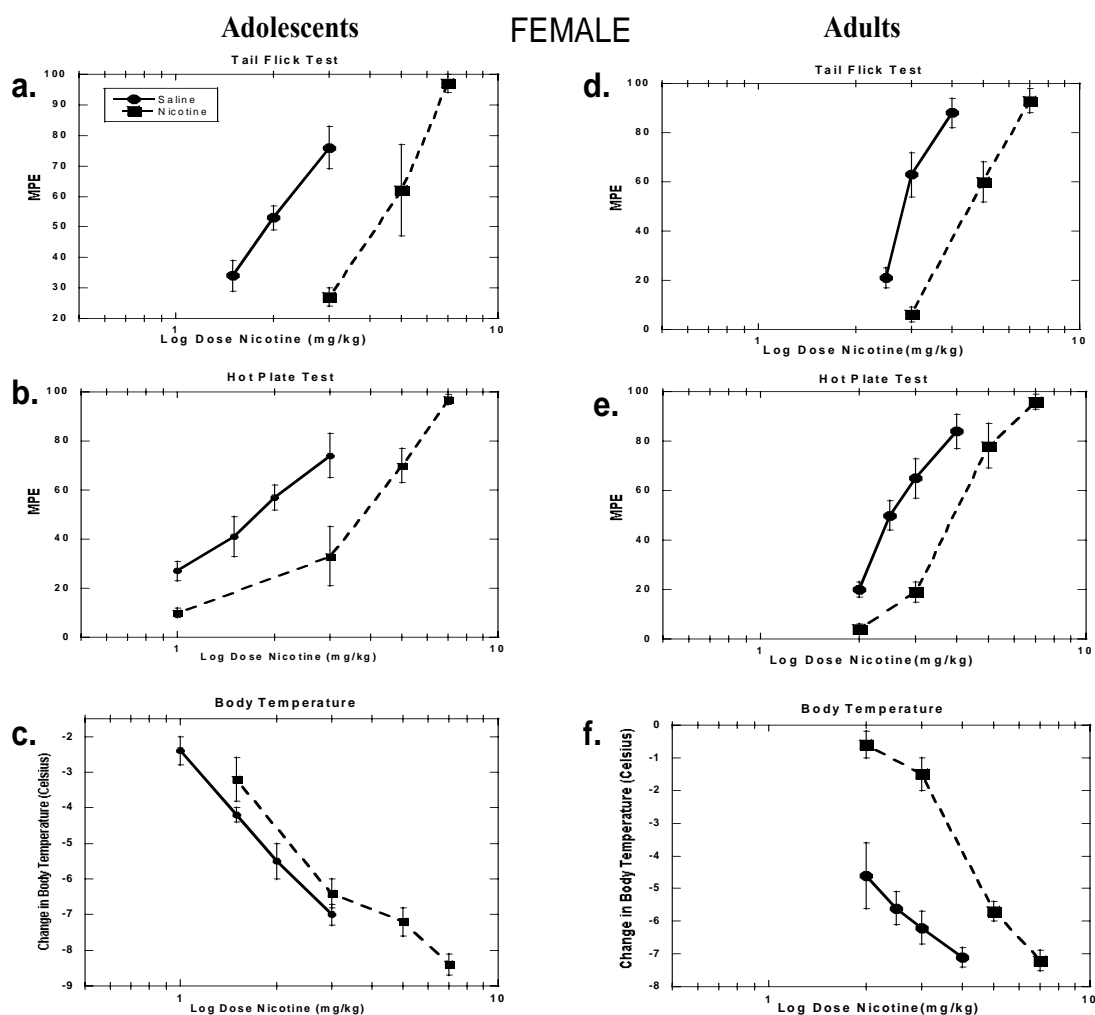 Adolescents FEMALE Adults
a.
Tail Flick Test
100
90
80
70
60
50
40
30
20
MPE
Saline
Nicotine
1 10
Log Dose Nicotine (mg/kg)
d.
Tail Flick Test
100
80
60
40
20
0
MPE
1 10
Log Dose Nicotine(mg/kg)
b.
Hot Plate Test
100
80
60
40
20
0
MPE
1 10
Log Dose Nicotine (mg/kg)
e.
Hot Plate Test
100
80
60
40
20
0
MPE
1 10
Log Dose Nicotine(mg/kg)
c.
Body Temperature
-2
-3
-4
-5
-6
-7
-8
-9
Change in Body Temperature (Celsius)
1 10
Log Dose Nicotine (mg/kg)
f.
Body Temperature
0
-1
-2
-3
-4
-5
-6
-7
-8
Change in Body Temperature (Celsius)
1 10
Log Dose Nicotine(mg/kg)